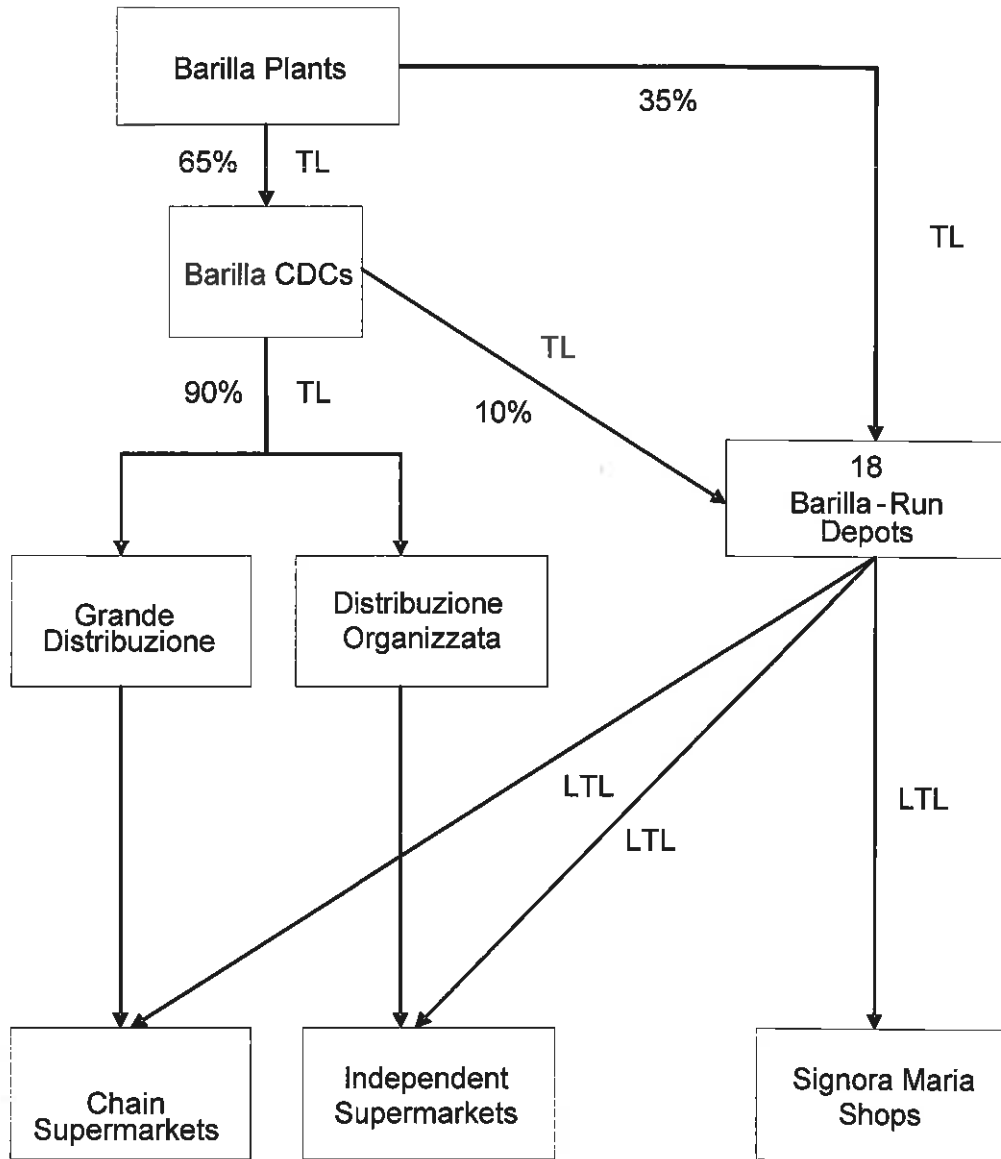 Barilla Plants
35%
65% TL
TL
Barilla CDCs
TL
90% TL
10%
18
Barilla-Run
Depots
Grande
Distribuzione
Distribuzione
Organizzata
LTL
LTL
LTL
Chain
Supermarkets
Independent
Supermarkets
Signora Maria
Shops